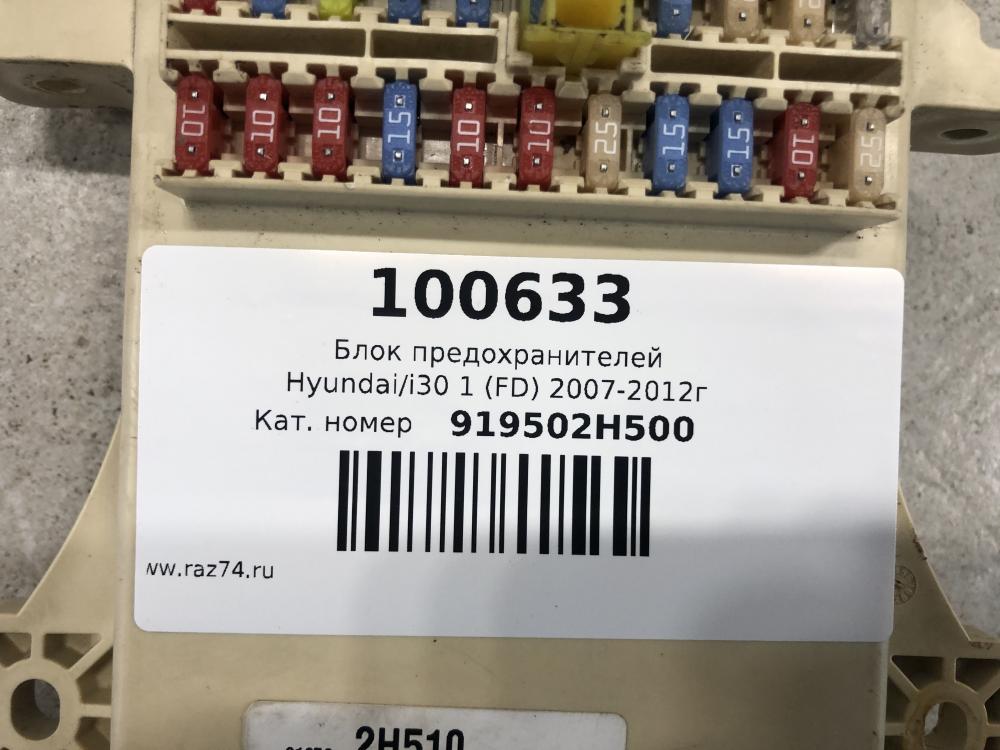 10 10 10 15 10 10 25 15 15 10 25
100633
Блок предохранителей
Hyundai/i30 1 (FD) 2007-2012г
Кат. номер 919502H500
ww.raz74.ru
2H510